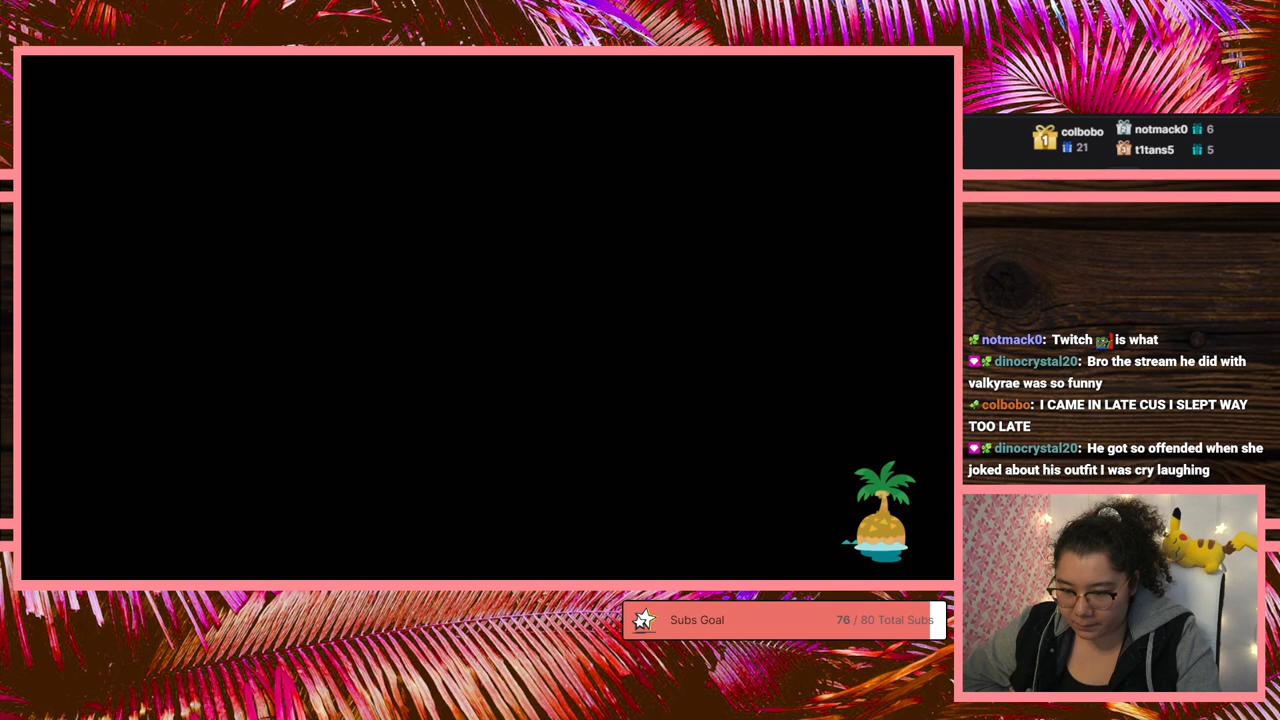 colbobo
21
notmack0 6
t1tans5 5
notmack0: Twitch is what
dinocrystal20: Bro the stream he did with
valkyrae was so funny
colbobo: I CAME IN LATE CUS I SLEPT WAY
TOO LATE
dinocrystal20: He got so offended when she
joked about his outfit I was cry laughing
Subs Goal 76 / 80 Total Subs